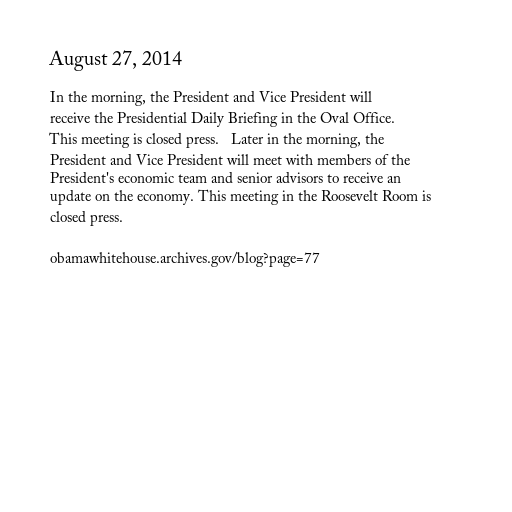 August 27, 2014
In the morning, the President and Vice President will
receive the Presidential Daily Briefing in the Oval Office.
This meeting is closed press.   Later in the morning, the
President and Vice President will meet with members of the
President's economic team and senior advisors to receive an
update on the economy. This meeting in the Roosevelt Room is
closed press.
obamawhitehouse.archives.gov/blog?page=77